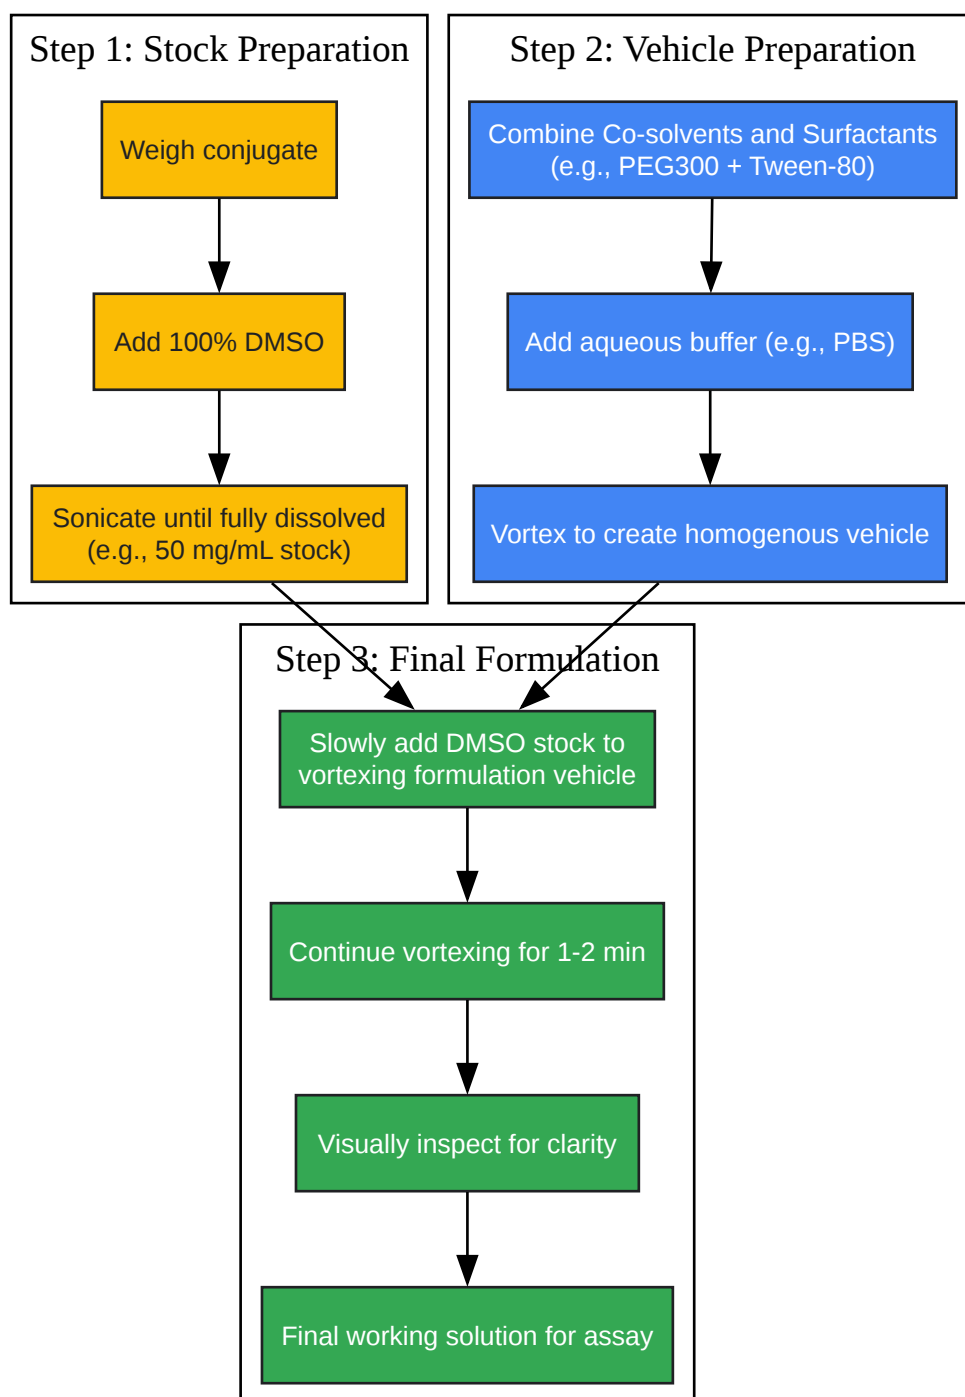 Step 1: Stock Preparation
Weigh conjugate
Add 100% DMSO
Sonicate until fully dissolved
(e.g., 50 mg/mL stock)
Step 2: Vehicle Preparation
Combine Co-solvents and Surfactants
(e.g., PEG300 + Tween-80)
Add aqueous buffer (e.g., PBS)
Vortex to create homogenous vehicle
Step 3: Final Formulation
Slowly add DMSO stock to
vortexing formulation vehicle
Continue vortexing for 1-2 min
Visually inspect for clarity
Final working solution for assay